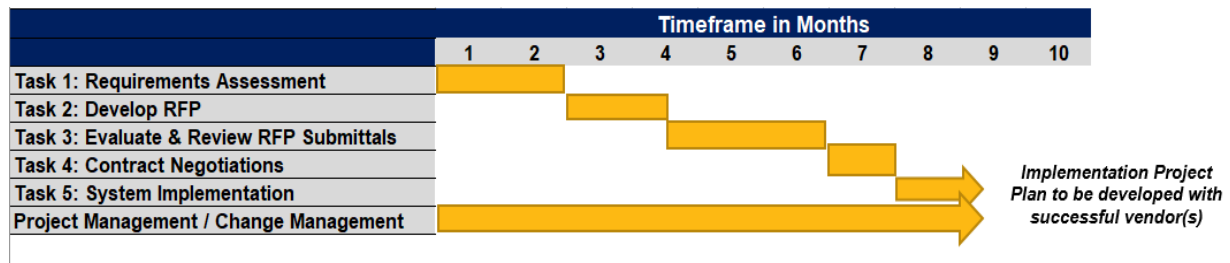 Timeframe in Months
1 2 3 4 5 6 7 8 9 10
Task 1: Requirements Assessment
Task 2: Develop RFP
Task 3: Evaluate & Review RFP Submittals
Task 4: Contract Negotiations
Task 5: System Implementation
Project Management / Change Management
Implementation Project
Plan to be developed with
successful vendor(s)